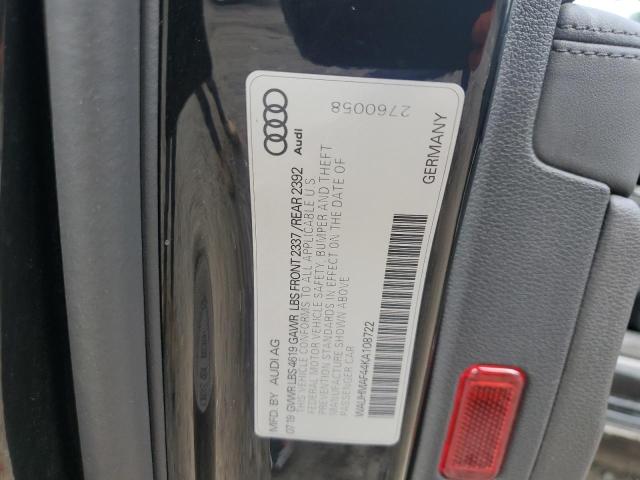 Audi
2760058
MFD. BY AUDI AG
07/19 GVWR LBS 4619 GAWR LBS FRONT 2337/REAR 2392
THIS VEHICLE CONFORMS TO ALL APPLICABLE U S
FEDERAL MOTOR VEHICLE SAFETY, BUMPER AND THEFT
PREVENTION STANDARDS IN EFFECT ON THE DATE OF
MANUFACTURE SHOWN ABOVE
PASSENGER CAR
WAUHMAF44KA108722
GERMANY